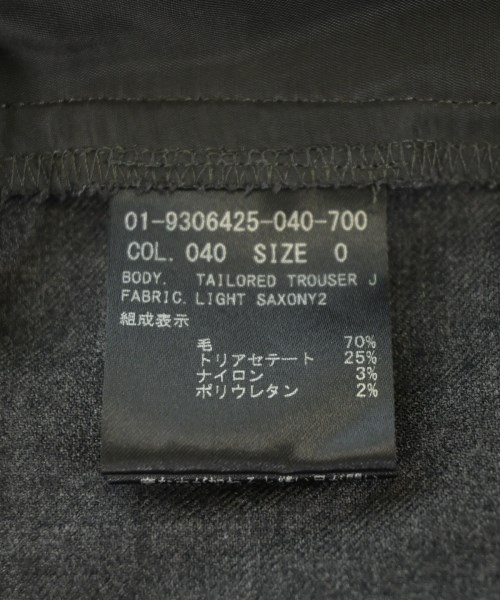 01-9306425-040-700
COL. 040 SIZE 0
BODY. TAILORED TROUSER J
FABRIC. LIGHT SAXONY2
組成表示
毛 70%
トリアセテート 25%
ナイロン 3%
ポリウレタン 2%